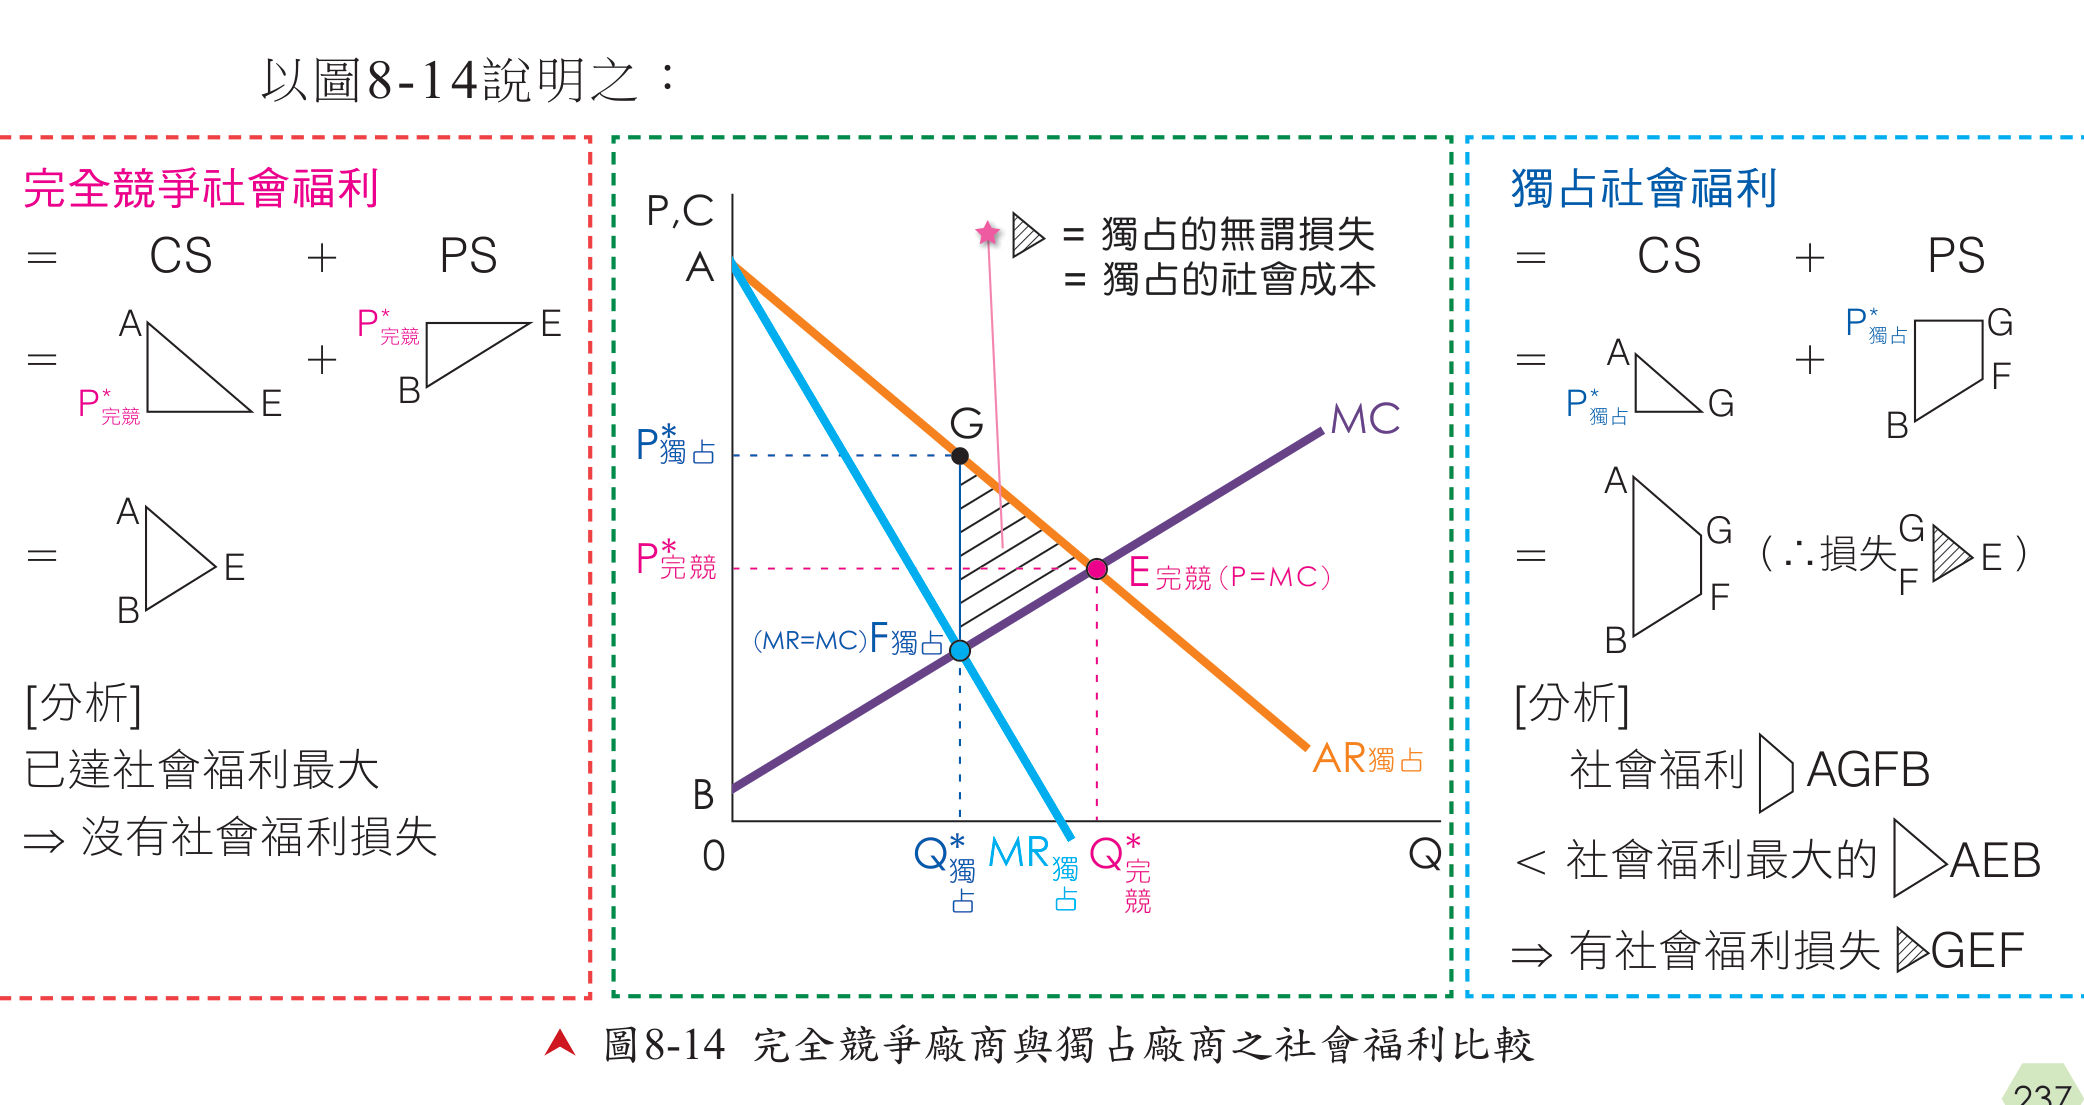 以圖8-14說明之：
完全競爭社會福利
= CS + PS
= A P*完競 E + P*完競 E B
= A E B
[分析]
已達社會福利最大
⇒ 沒有社會福利損失
P,C
= 獨占的無謂損失
= 獨占的社會成本
A
G
MC
P*獨占
P*完競
E完競(P=MC)
(MR=MC)F獨占
AR獨占
B
0
Q*獨占
MR獨占
Q*完競
Q
獨占社會福利
= CS + PS
= A P*獨占 G + P*獨占 G F B
= A G F B (∴損失 G F E)
[分析]
社會福利 AGFB
< 社會福利最大的 AEB
⇒ 有社會福利損失 GEF
圖8-14 完全競爭廠商與獨占廠商之社會福利比較
237